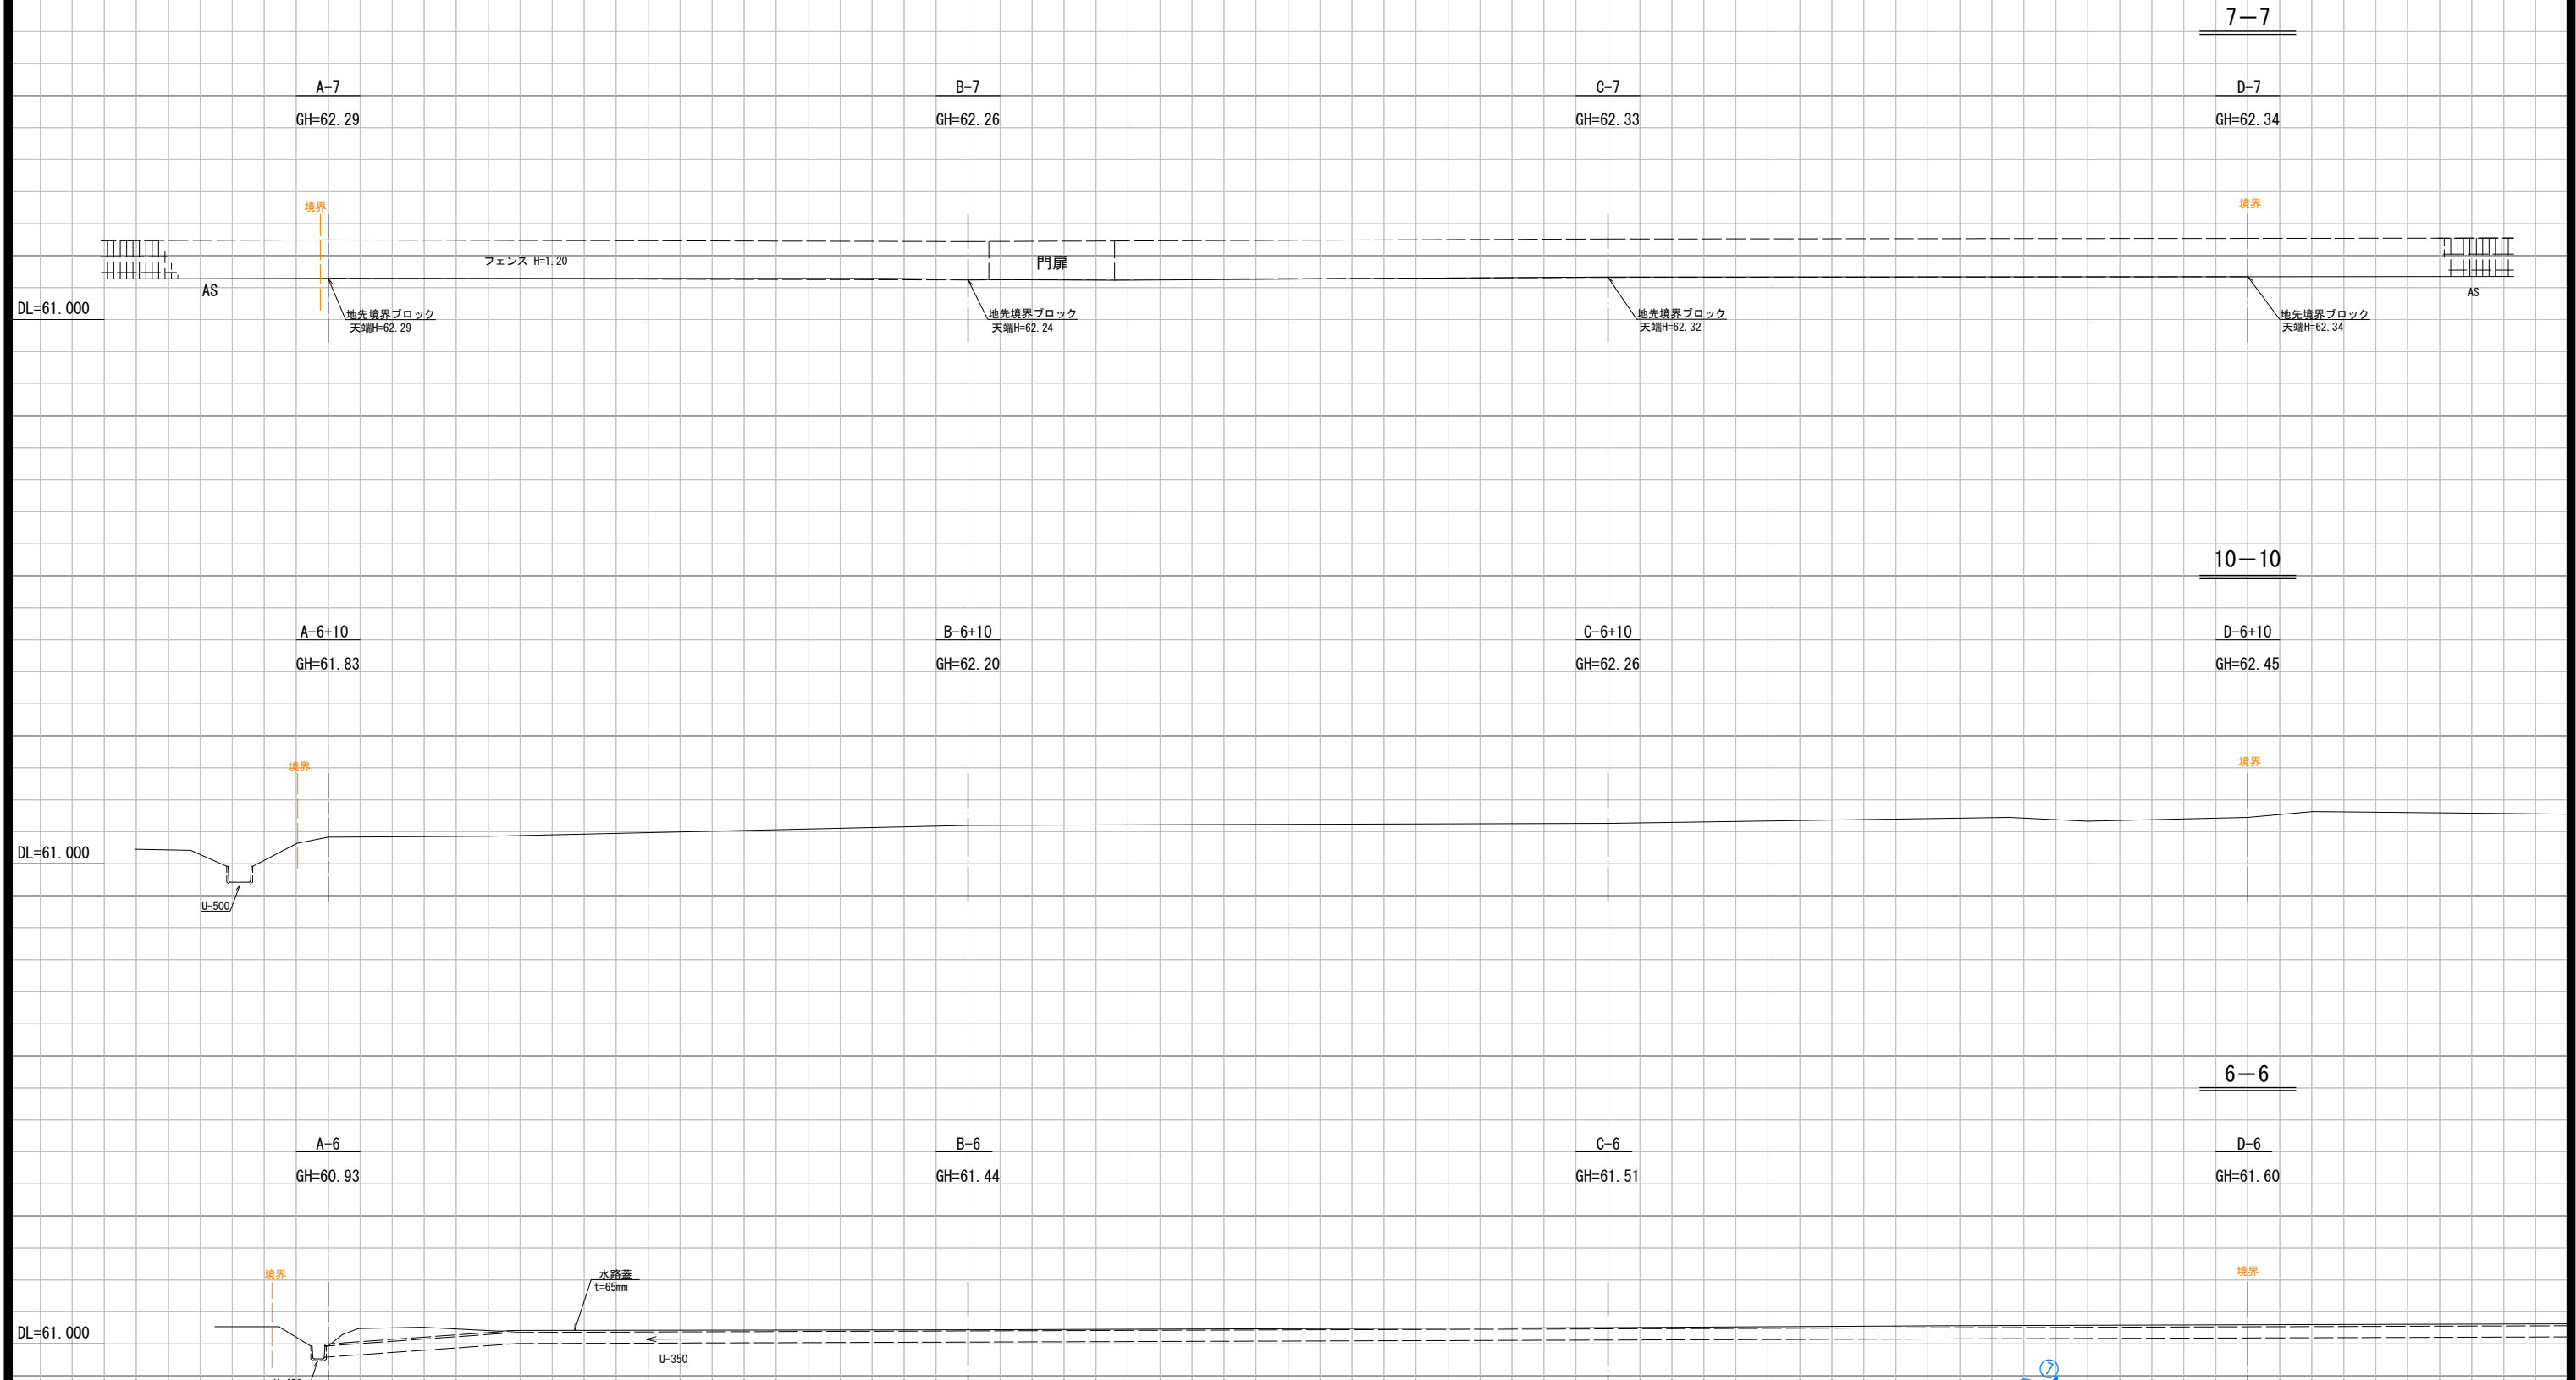 7－7
A-7
B-7
C-7
D-7
GH=62.29
GH=62.26
GH=62.33
GH=62.34
境界
境界
フェンス H=1.20
門扉
AS
AS
DL=61.000
地先境界ブロック
天端H=62.29
地先境界ブロック
天端H=62.24
地先境界ブロック
天端H=62.32
地先境界ブロック
天端H=62.34
10－10
A-6+10
B-6+10
C-6+10
D-6+10
GH=61.83
GH=62.20
GH=62.26
GH=62.45
境界
境界
DL=61.000
U-500
6－6
A-6
B-6
C-6
D-6
GH=60.93
GH=61.44
GH=61.51
GH=61.60
境界
水路蓋
t=65mm
境界
DL=61.000
U-350
⑦